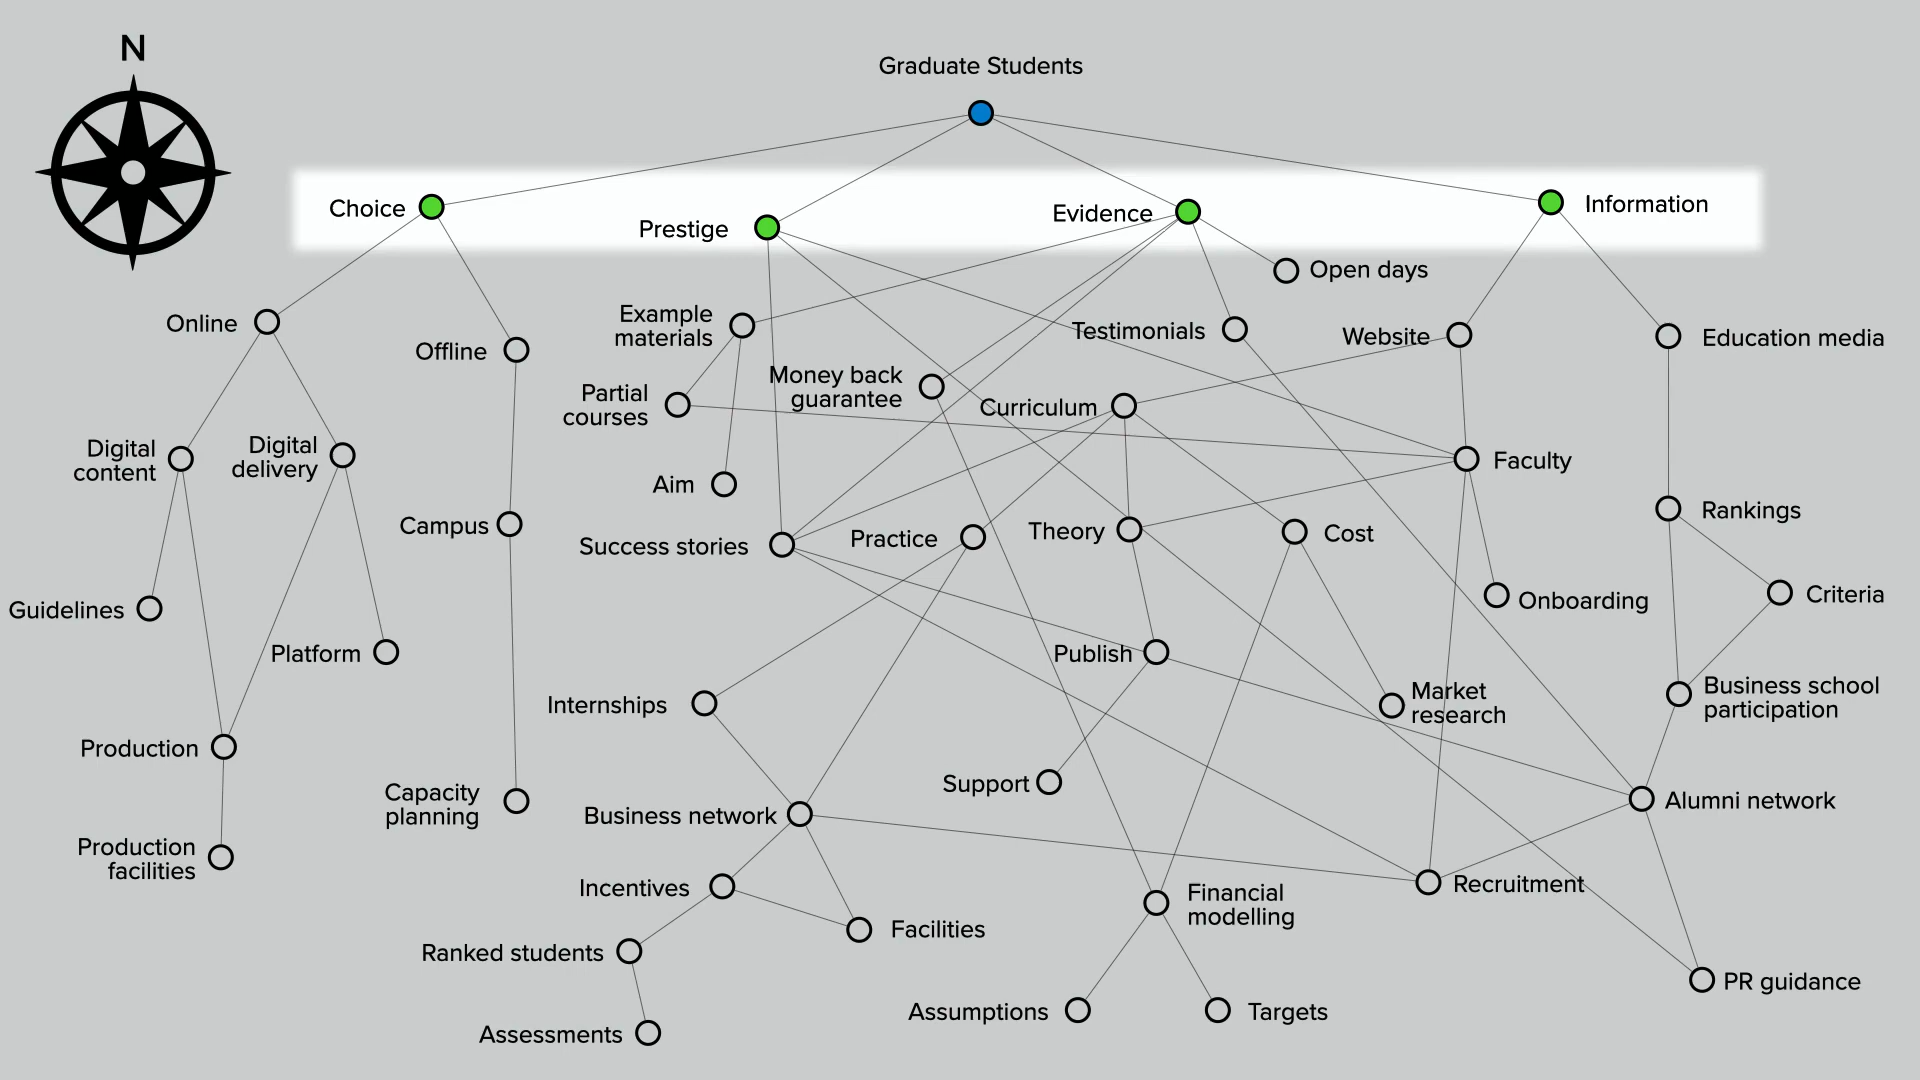 N
Graduate Students
Choice
Prestige
Evidence
Information
Open days
Online
Offline
Example
materials
Testimonials
Website
Education media
Partial
courses
Money back
guarantee
Curriculum
Digital
content
Digital
delivery
Aim
Faculty
Campus
Success stories
Practice
Theory
Cost
Rankings
Guidelines
Onboarding
Criteria
Platform
Publish
Internships
Market
research
Business school
participation
Production
Capacity
planning
Support
Business network
Alumni network
Production
facilities
Incentives
Financial
modelling
Recruitment
Facilities
Ranked students
PR guidance
Assumptions
Targets
Assessments